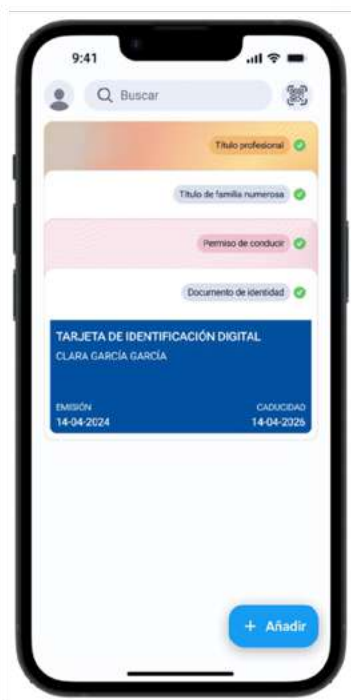 9:41
Buscar
Título profesional
Título de familia numerosa
Permiso de conducir
Documento de identidad
TARJETA DE IDENTIFICACIÓN DIGITAL
CLARA GARCÍA GARCÍA
EMISIÓN CADUCIDAD
14-04-2024 14-04-2026
+ Añadir